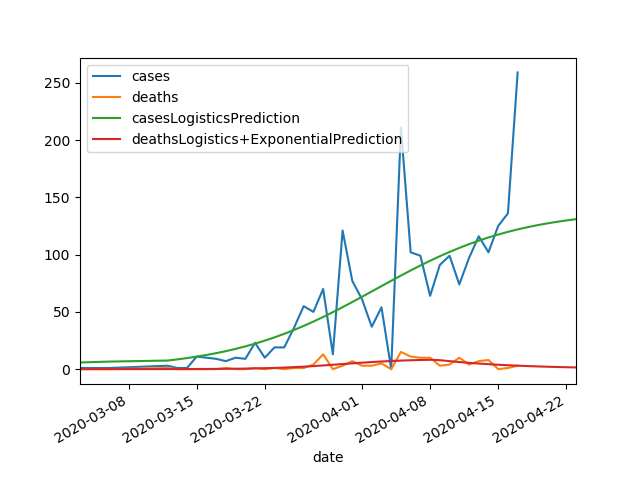 cases
deaths
casesLogisticsPrediction
deathsLogistics+ExponentialPrediction
250
200
150
100
50
0
2020-03-08
2020-03-15
2020-03-22
2020-04-01
2020-04-08
2020-04-15
2020-04-22
date